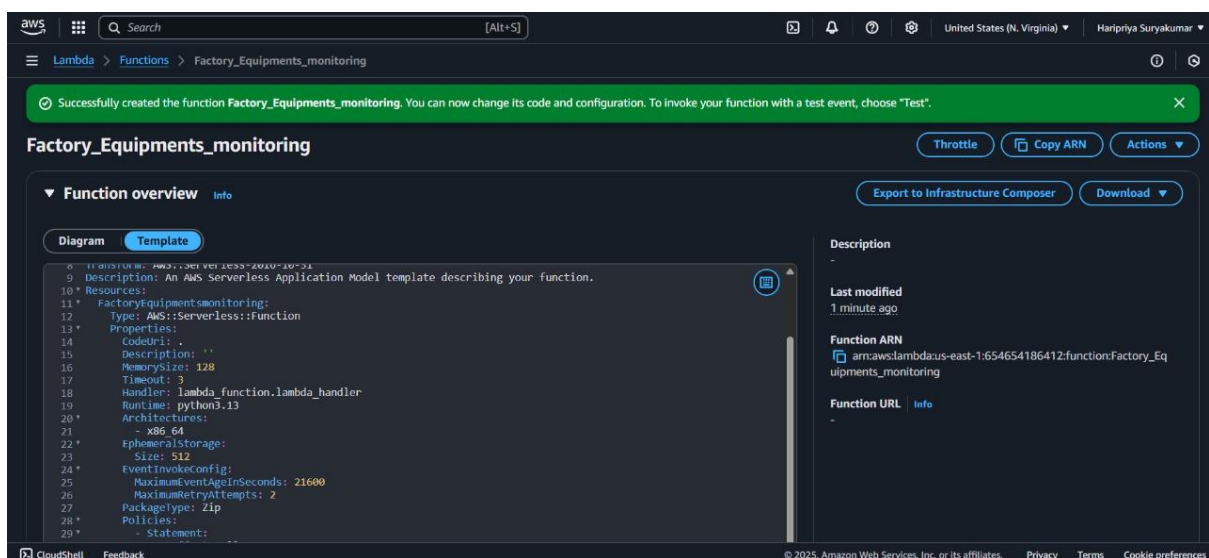 aws
Search [Alt+S]
United States (N. Virginia) ▼
Haripriya Suryakumar ▼
Lambda > Functions > Factory_Equipments_monitoring
Successfully created the function Factory_Equipments_monitoring. You can now change its code and configuration. To invoke your function with a test event, choose "Test".
Factory_Equipments_monitoring
Throttle
Copy ARN
Actions ▼
▼ Function overview Info
Export to Infrastructure Composer
Download ▼
Diagram
Template
8 Transform: AWS::Serverless-2016-10-31
9 Description: An AWS Serverless Application Model template describing your function.
10 Resources:
11 FactoryEquipmentsmonitoring:
12 Type: AWS::Serverless::Function
13 Properties:
14 CodeUri: .
15 Description: ''
16 MemorySize: 128
17 Timeout: 3
18 Handler: lambda_function.lambda_handler
19 Runtime: python3.13
20 Architectures:
21 - x86_64
22 EphemeralStorage:
23 Size: 512
24 EventInvokeConfig:
25 MaximumEventAgeInSeconds: 21600
26 MaximumRetryAttempts: 2
27 PackageType: Zip
28 Policies:
29 - Statement:
Description
-
Last modified
1 minute ago
Function ARN
arn:aws:lambda:us-east-1:654654186412:function:Factory_Eq
uipments_monitoring
Function URL Info
-
CloudShell Feedback
© 2025, Amazon Web Services, Inc. or its affiliates. Privacy Terms Cookie preferences